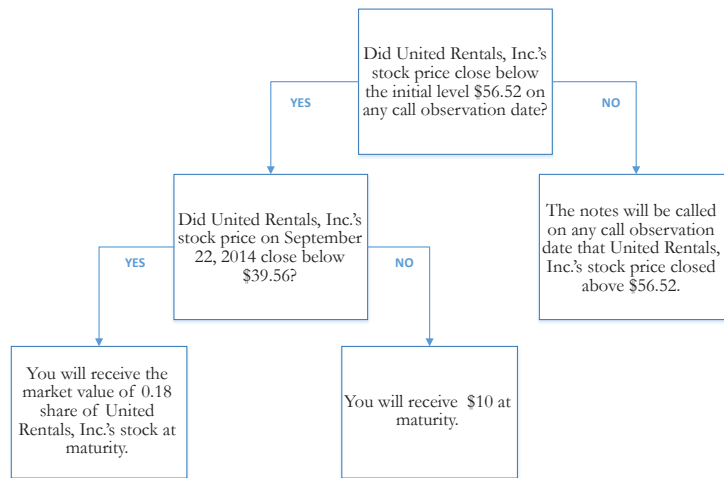 Did United Rentals, Inc.'s
stock price close below
the initial level $56.52 on
any call observation date?
YES
NO
Did United Rentals, Inc.'s
stock price on September
22, 2014 close below
$39.56?
The notes will be called
on any call observation
date that United Rentals,
Inc.'s stock price closed
above $56.52.
YES
NO
You will receive the
market value of 0.18
share of United
Rentals, Inc.'s stock at
maturity.
You will receive $10 at
maturity.